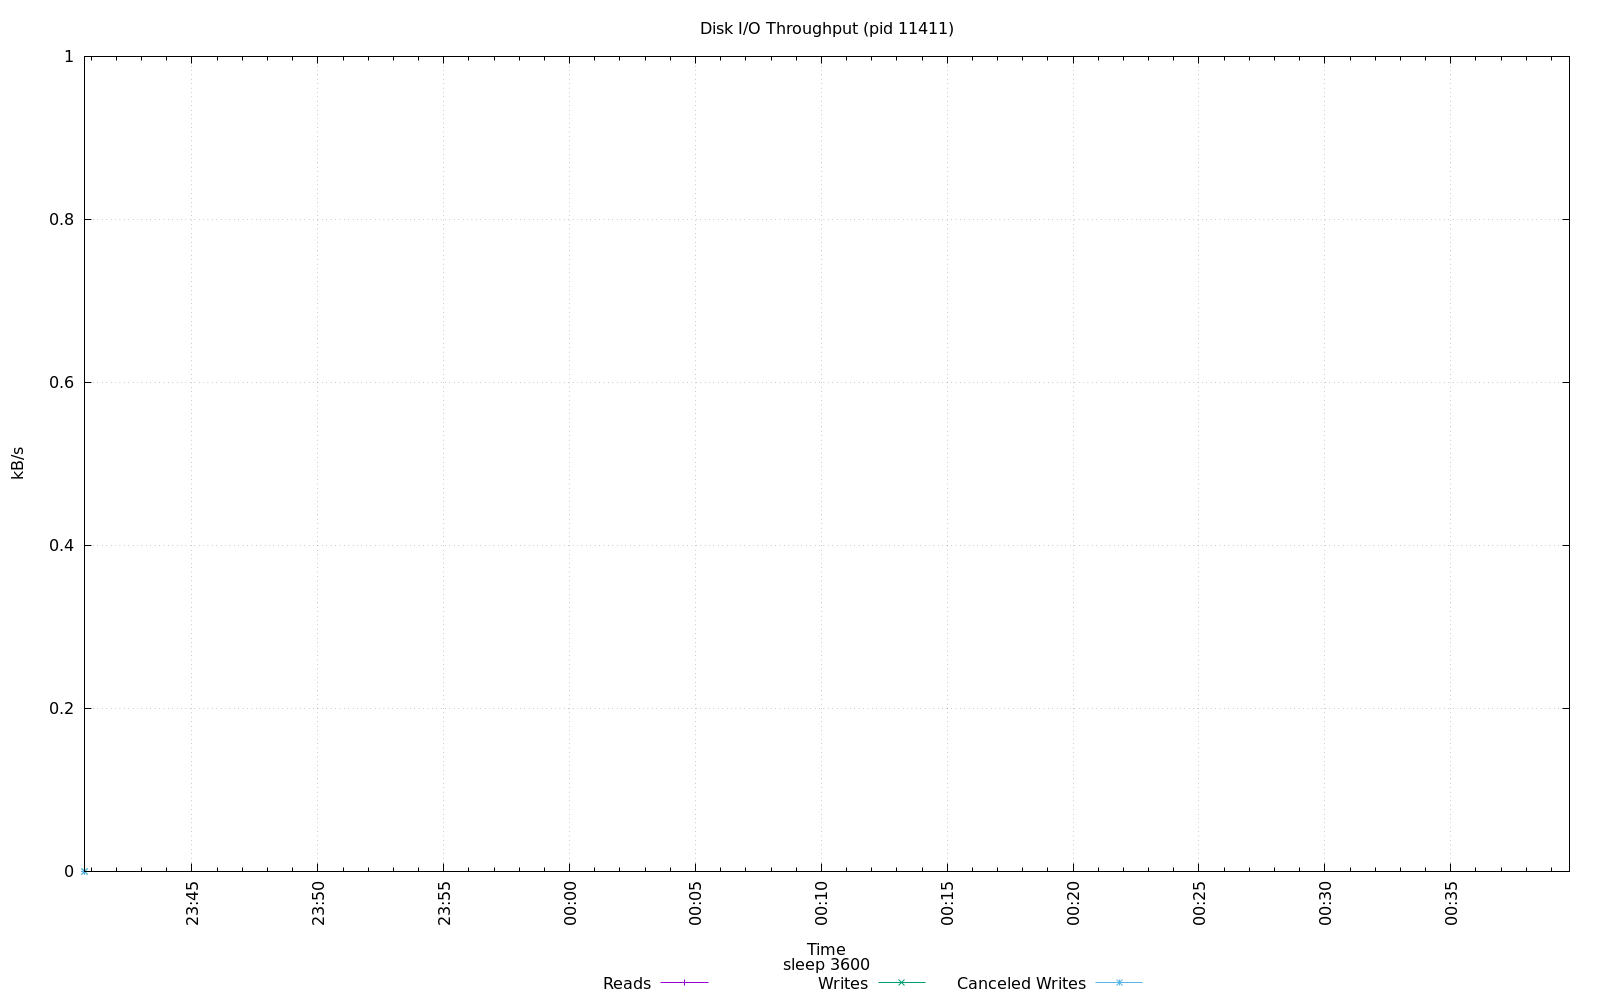 Disk I/O Throughput (pid 11411)
1
0.8
0.6
0.4
0.2
0
kB/s
23:45 23:50 23:55 00:00 00:05 00:10 00:15 00:20 00:25 00:30 00:35
Time
sleep 3600
Reads Writes Canceled Writes